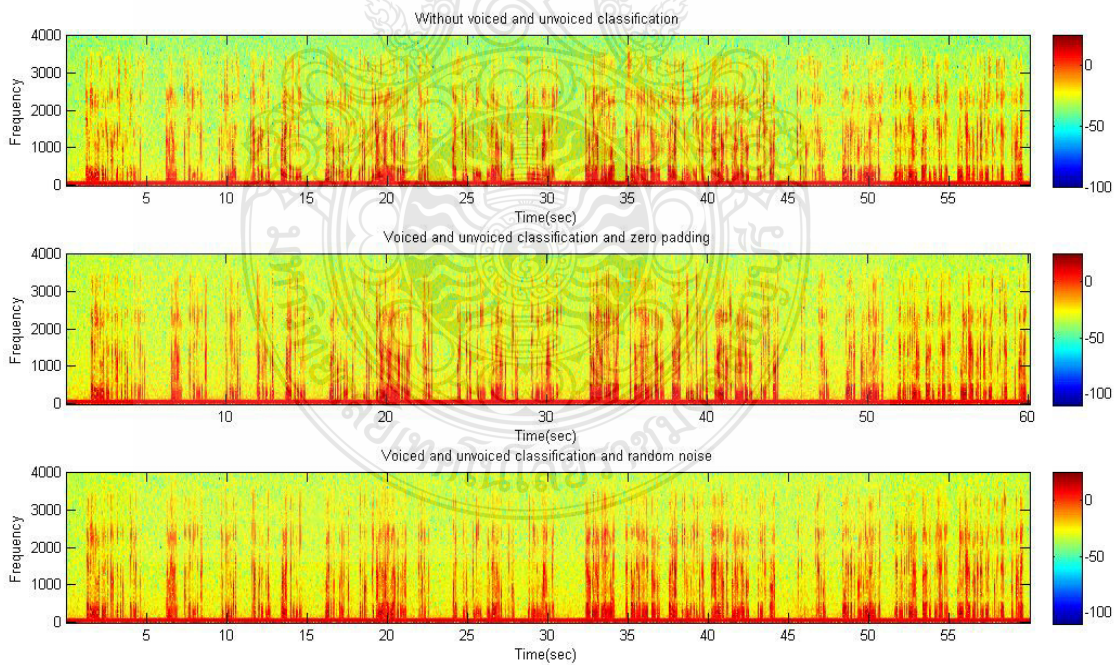 Without voiced and unvoiced classification
4000
3000
2000
1000
0
Frequency
5 10 15 20 25 30 35 40 45 50 55
Time(sec)
0
-50
-100
Voiced and unvoiced classification and zero padding
4000
3000
2000
1000
0
Frequency
10 20 30 40 50 60
Time(sec)
0
-50
-100
Voiced and unvoiced classification and random noise
4000
3000
2000
1000
0
Frequency
5 10 15 20 25 30 35 40 45 50 55
Time(sec)
0
-50
-100